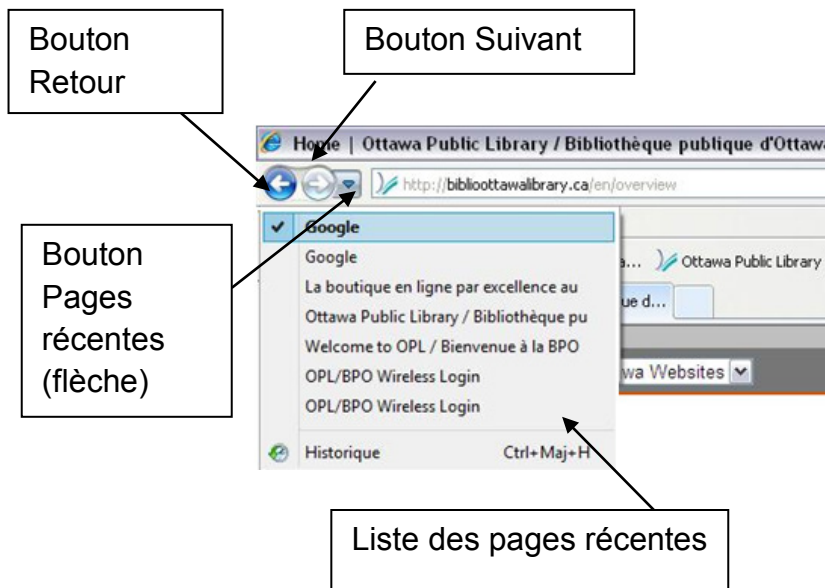 Bouton
Retour
Bouton Suivant
Home | Ottawa Public Library / Bibliothèque publique d'Ottaw
http://biblioottawalibrary.ca/en/overview
Bouton
Pages
récentes
(flèche)
Google
Google
La boutique en ligne par excellence au
Ottawa Public Library / Bibliothèque pu
Welcome to OPL / Bienvenue à la BPO
OPL/BPO Wireless Login
OPL/BPO Wireless Login
Historique Ctrl+Maj+H
a... Ottawa Public Library
ue d...
wa Websites
Liste des pages récentes